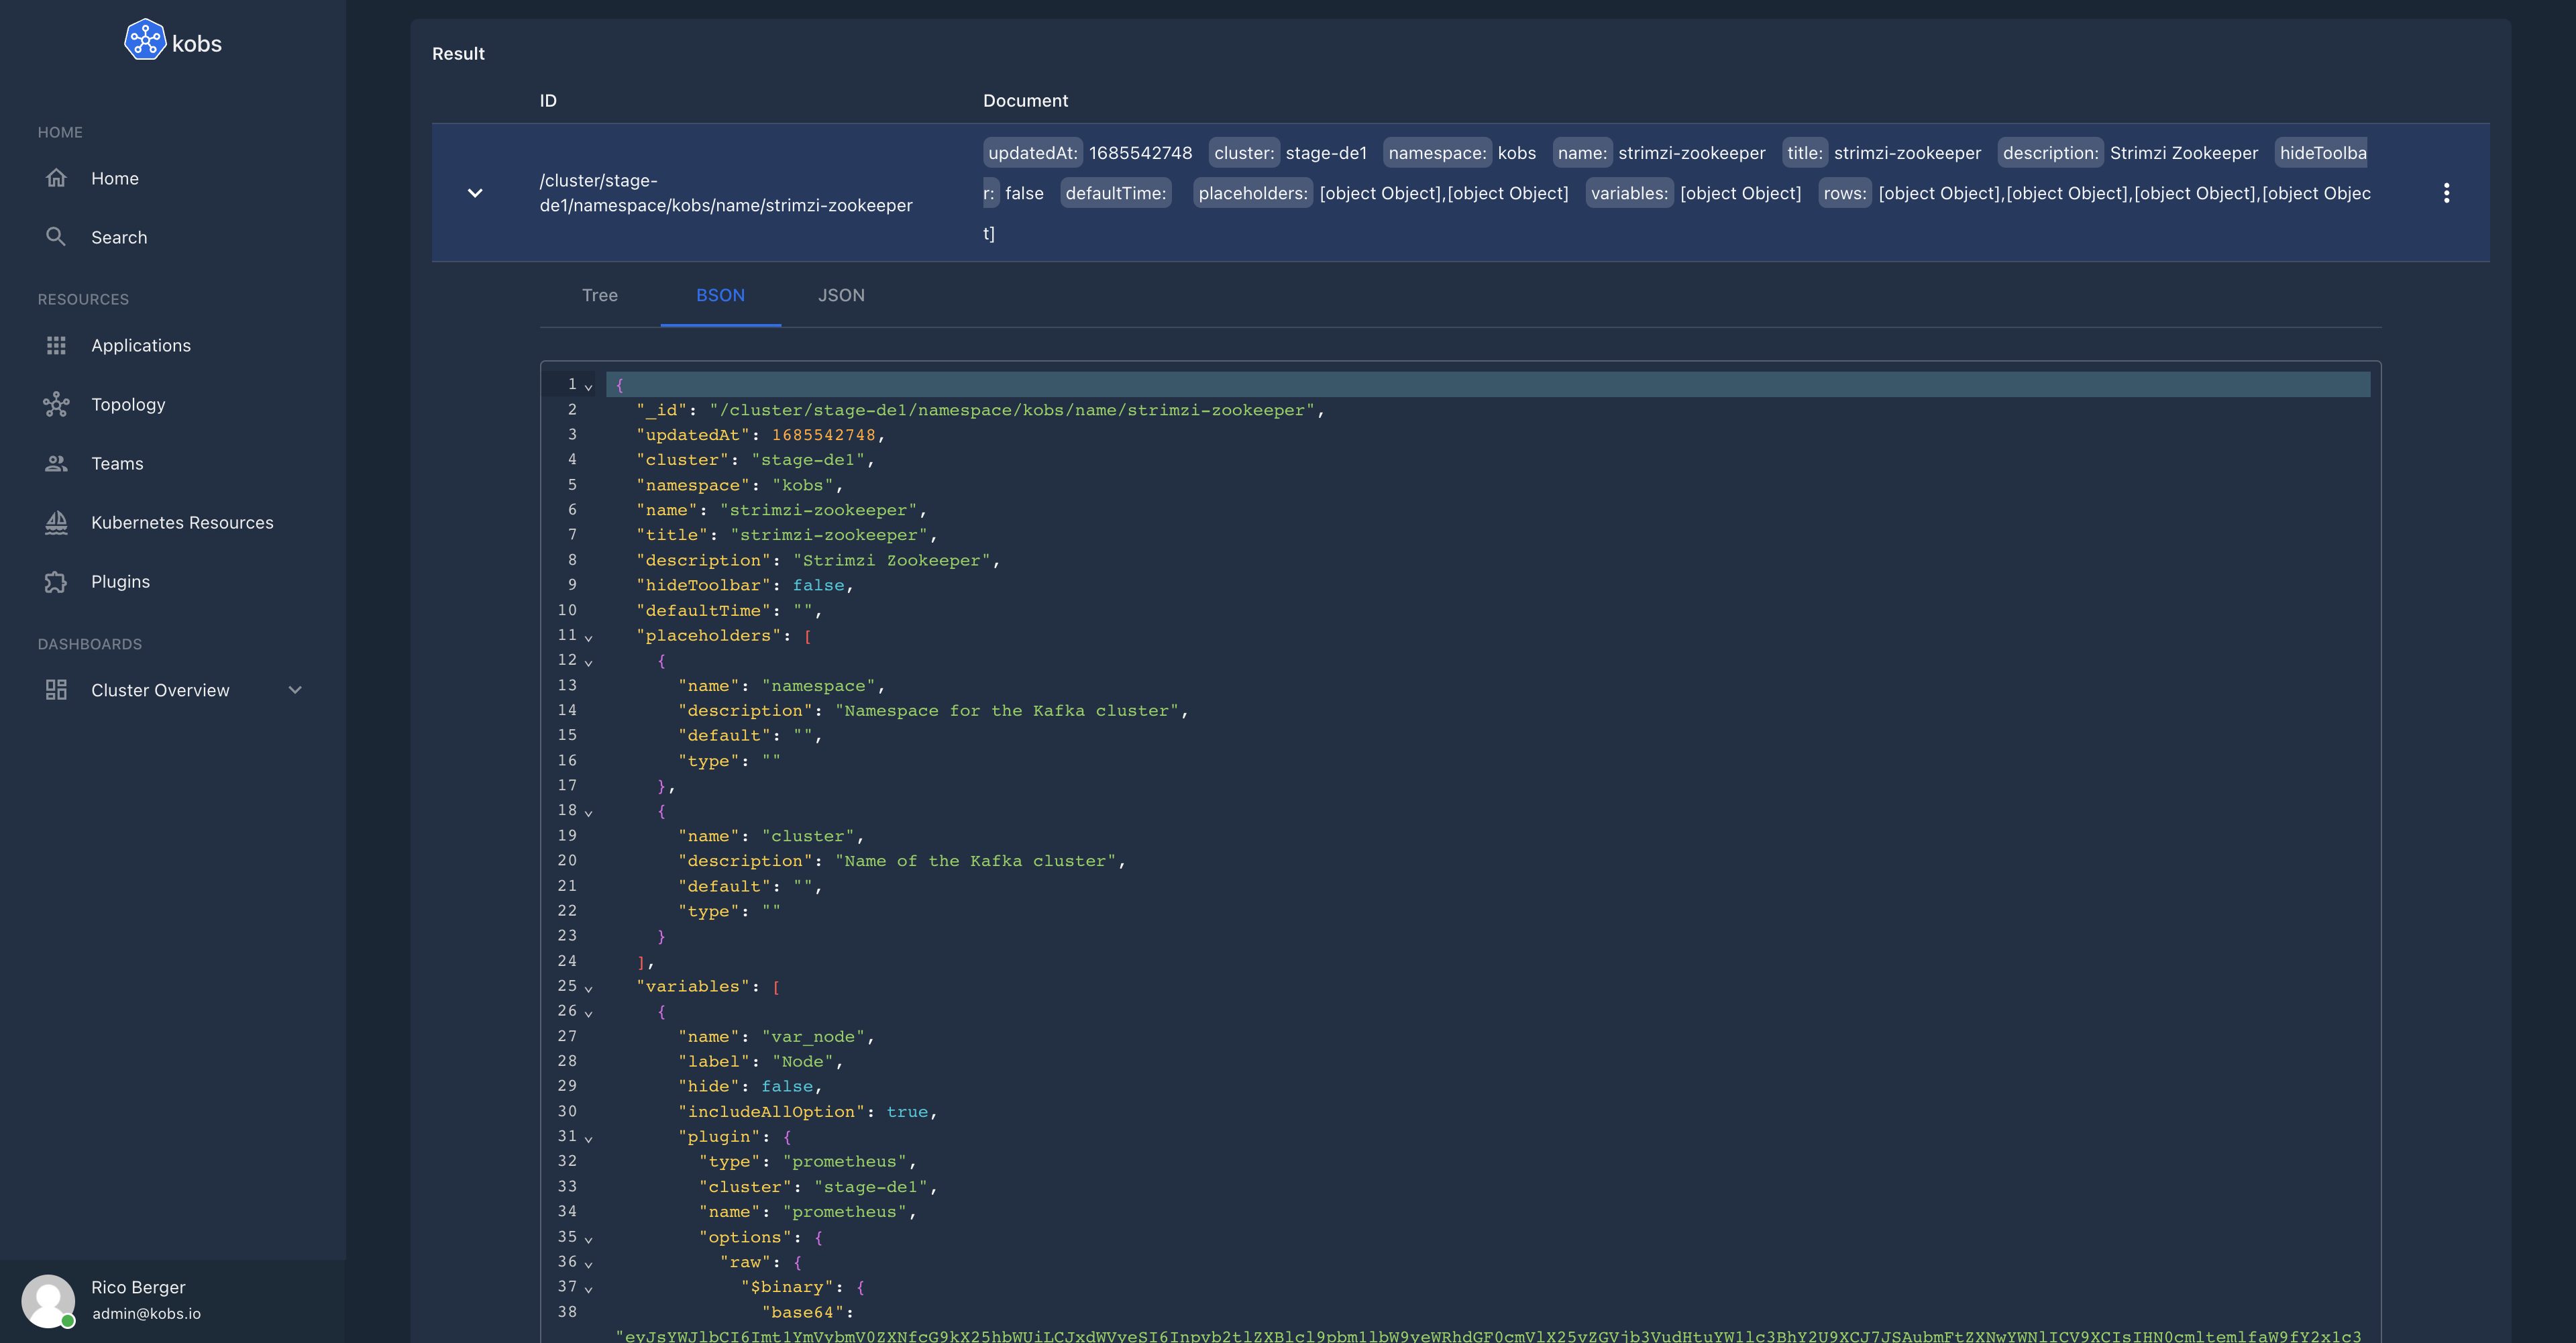 kobs
HOME
Home
Search
RESOURCES
Applications
Topology
Teams
Kubernetes Resources
Plugins
DASHBOARDS
Cluster Overview
Rico Berger
admin@kobs.io
Result
ID Document
/cluster/stage-
de1/namespace/kobs/name/strimzi-zookeeper
updatedAt: 1685542748 cluster: stage-de1 namespace: kobs name: strimzi-zookeeper title: strimzi-zookeeper description: Strimzi Zookeeper hideToolba
r: false defaultTime: placeholders: [object Object],[object Object] variables: [object Object] rows: [object Object],[object Object],[object Object],[object Objec
t]
Tree BSON JSON
1 {
2 "_id": "/cluster/stage-de1/namespace/kobs/name/strimzi-zookeeper",
3 "updatedAt": 1685542748,
4 "cluster": "stage-de1",
5 "namespace": "kobs",
6 "name": "strimzi-zookeeper",
7 "title": "strimzi-zookeeper",
8 "description": "Strimzi Zookeeper",
9 "hideToolbar": false,
10 "defaultTime": "",
11 "placeholders": [
12 {
13 "name": "namespace",
14 "description": "Namespace for the Kafka cluster",
15 "default": "",
16 "type": ""
17 },
18 {
19 "name": "cluster",
20 "description": "Name of the Kafka cluster",
21 "default": "",
22 "type": ""
23 }
24 ],
25 "variables": [
26 {
27 "name": "var_node",
28 "label": "Node",
29 "hide": false,
30 "includeAllOption": true,
31 "plugin": {
32 "type": "prometheus",
33 "cluster": "stage-de1",
34 "name": "prometheus",
35 "options": {
36 "raw": {
37 "$binary": {
38 "base64":